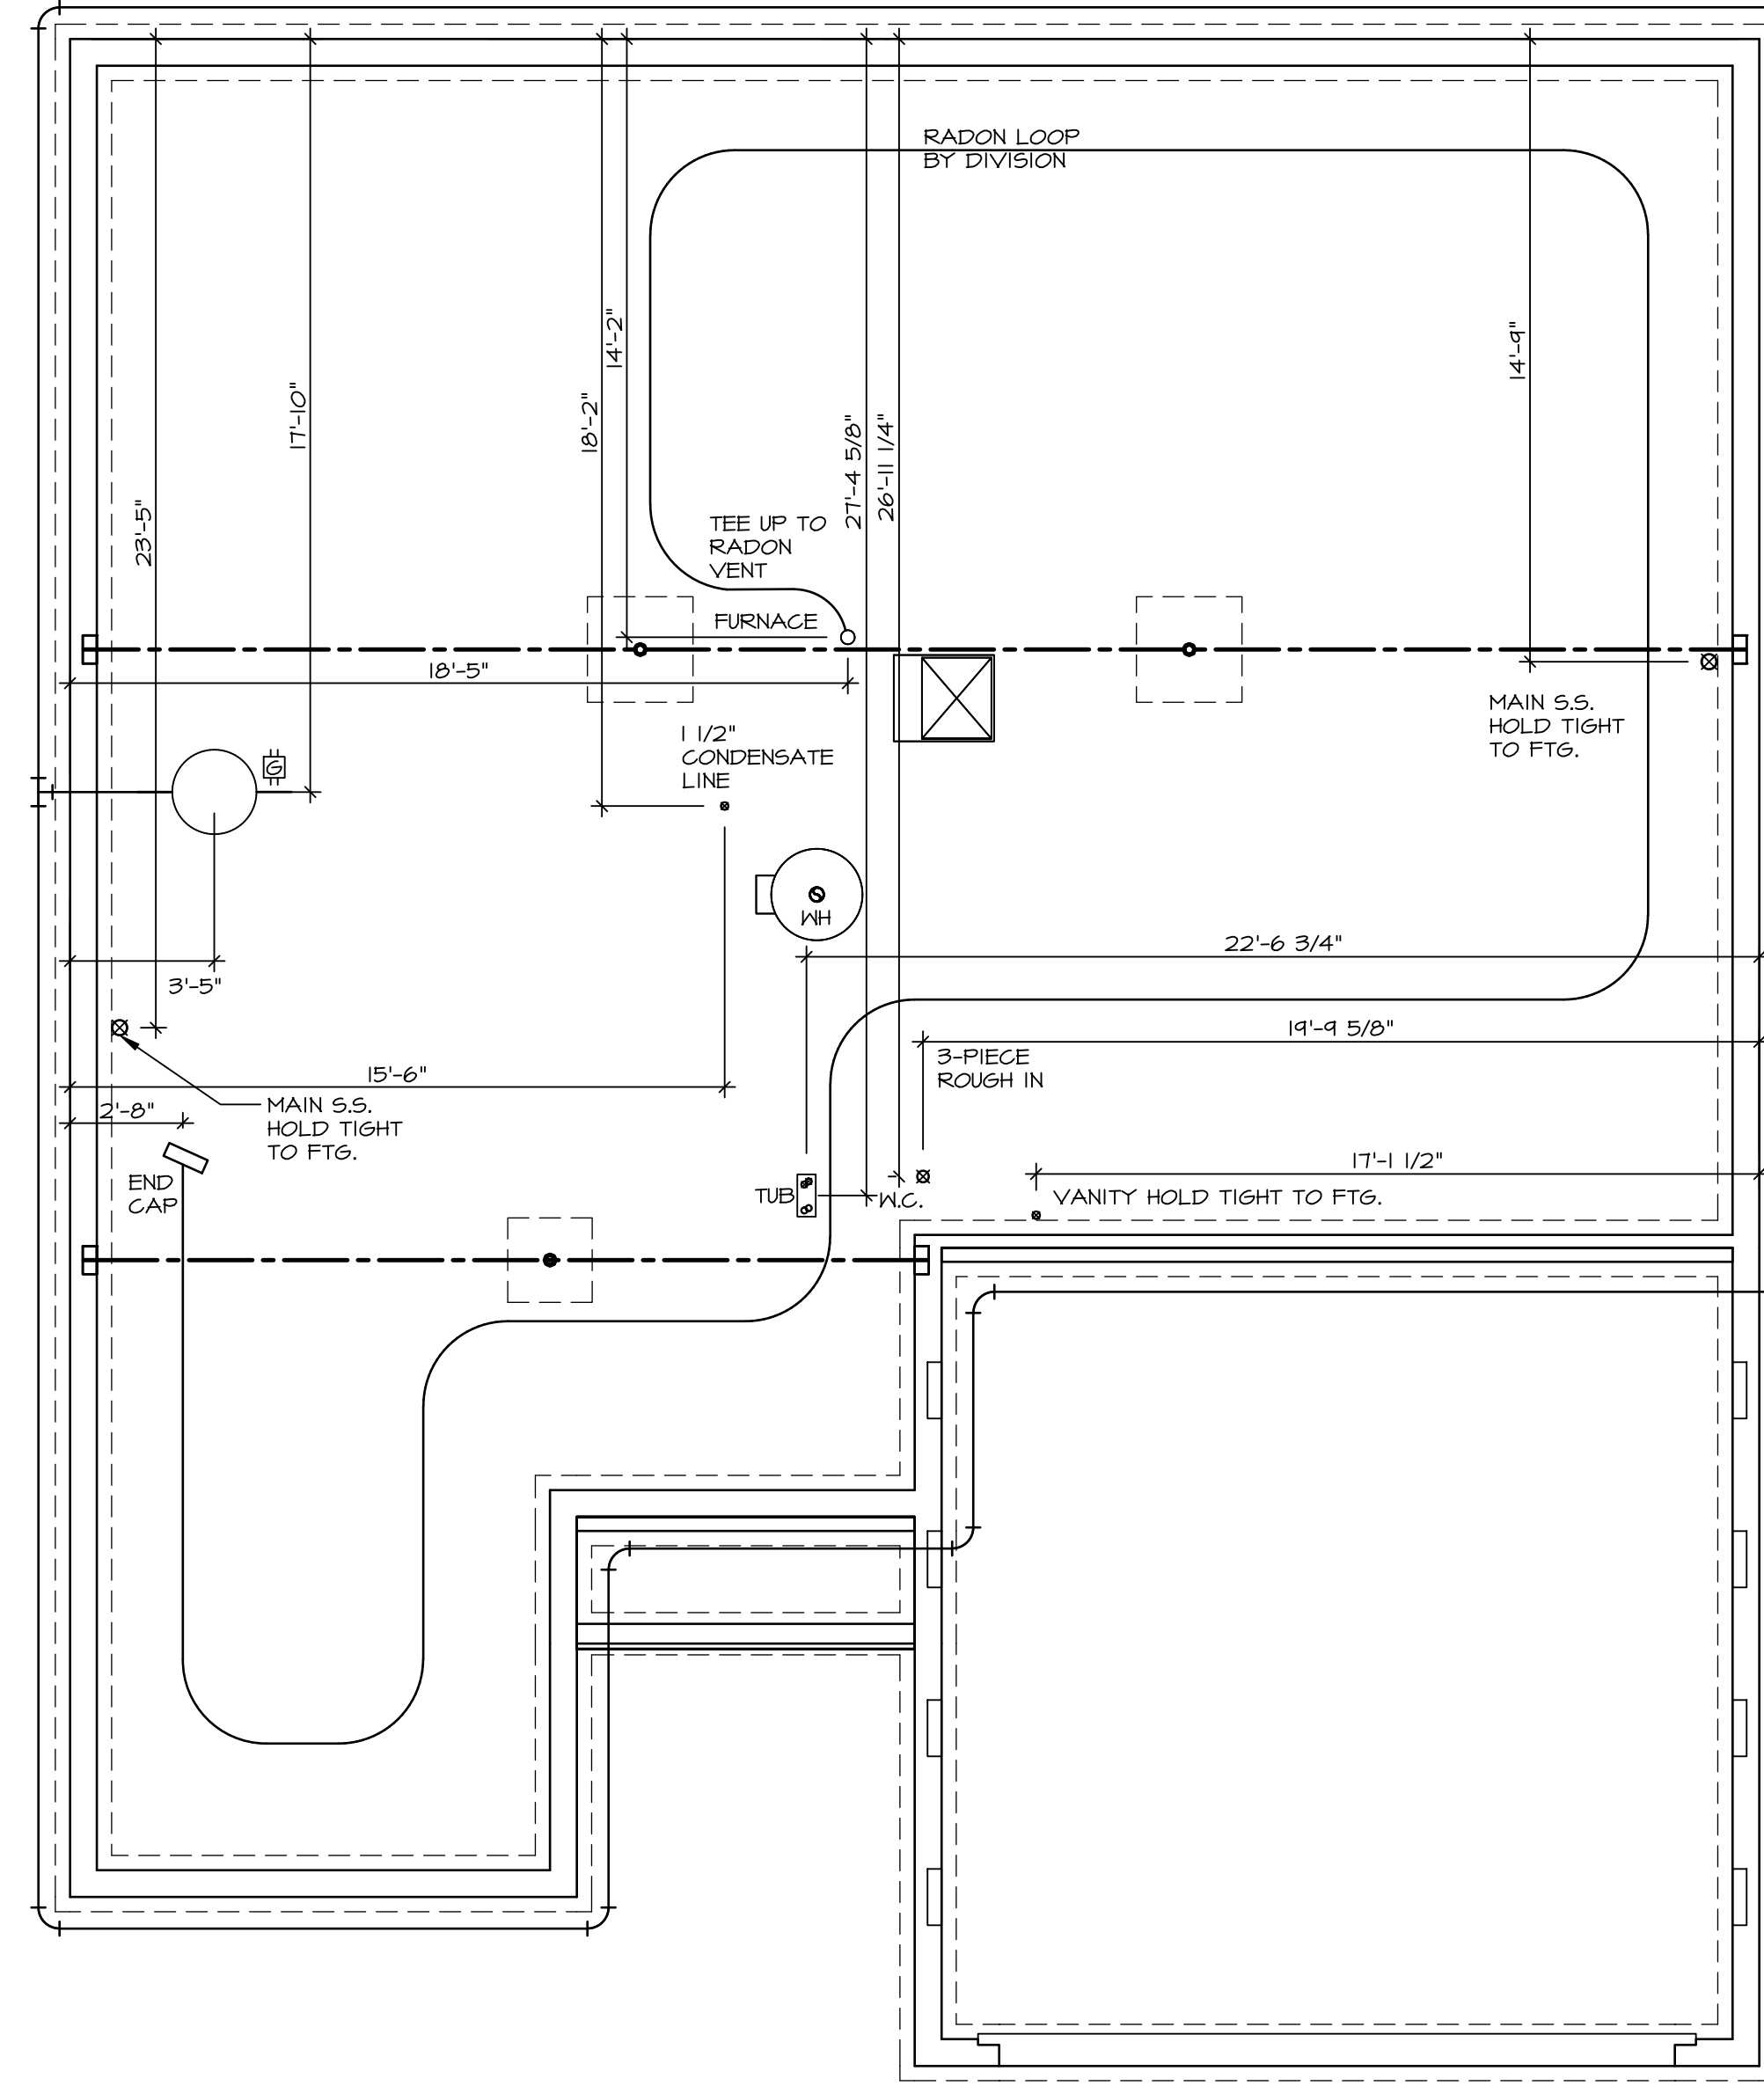 RADON LOOP
BY DIVISION
14'-2"
14'-9"
17'-10"
18'-2"
27'-4 5/8"
26'-11 1/4"
23'-5"
TEE UP TO
RADON
VENT
FURNACE
18'-5"
MAIN S.S.
HOLD TIGHT
TO FTG.
1 1/2"
CONDENSATE
LINE
G
WH
22'-6 3/4"
3'-5"
19'-9 5/8"
3-PIECE
ROUGH IN
15'-6"
2'-8"
MAIN S.S.
HOLD TIGHT
TO FTG.
17'-1 1/2"
END
CAP
TUB
W.C.
VANITY HOLD TIGHT TO FTG.